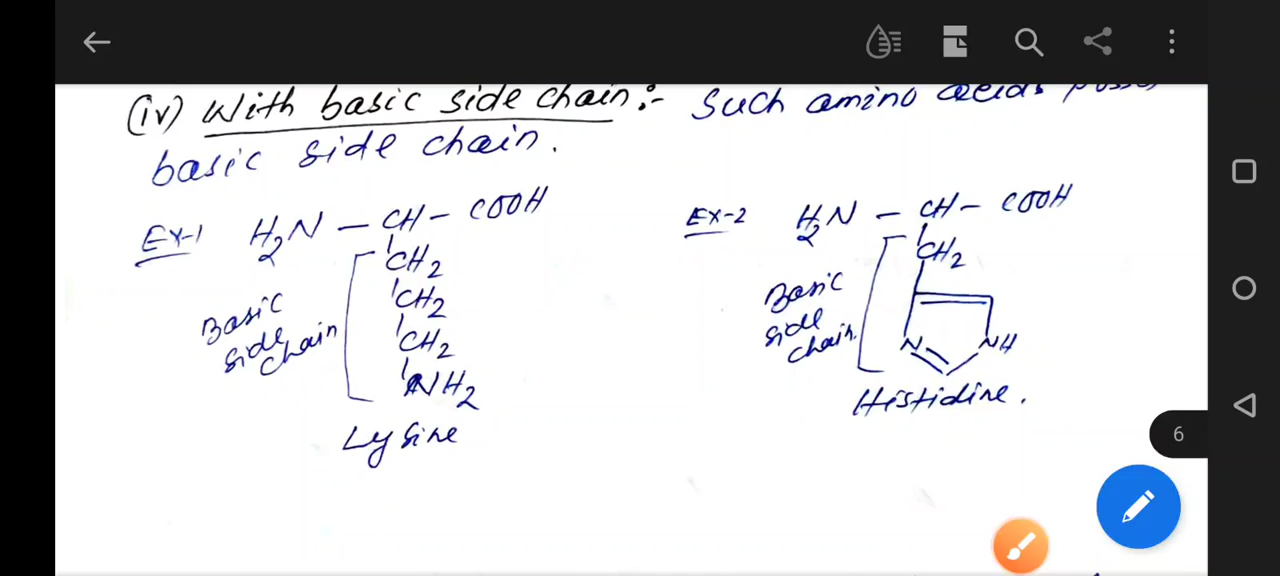 (iv) With basic side chain :- Such amino acids
basic side chain.
Ex-1 H2N - CH - COOH
CH2
CH2
CH2
NH2
Basic
side
chain
Lysine
Ex-2 H2N - CH - COOH
CH2
N
NH
Basic
side
chain.
Histidine.
6